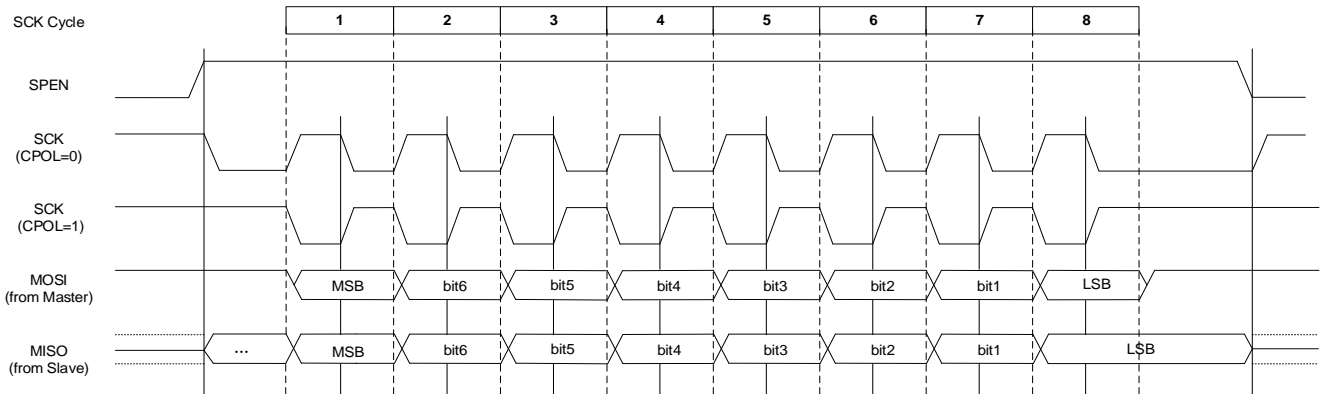 SCK Cycle 1 2 3 4 5 6 7 8
SPEN
SCK
(CPOL=0)
SCK
(CPOL=1)
MOSI
(from Master)
MSB bit6 bit5 bit4 bit3 bit2 bit1 LSB
MISO
(from Slave)
... MSB bit6 bit5 bit4 bit3 bit2 bit1 LSB